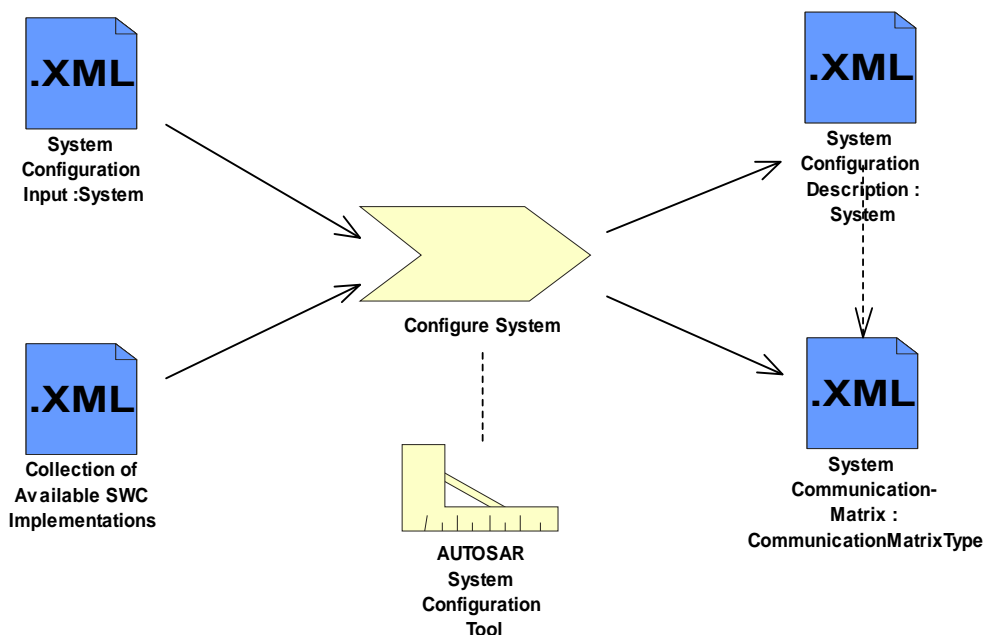 .XML
System
Configuration
Input :System
.XML
System
Configuration
Description :
System
Configure System
.XML
Collection of
Available SWC
Implementations
.XML
System
Communication-
Matrix :
CommunicationMatrixType
AUTOSAR
System
Configuration
Tool